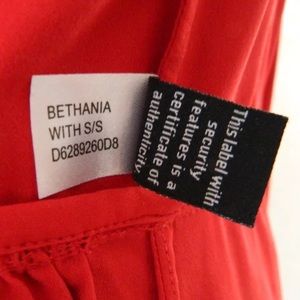 BETHANIA
WITH S/S
D6289260D8
This label with
security
features is a
certificate of
authenticity